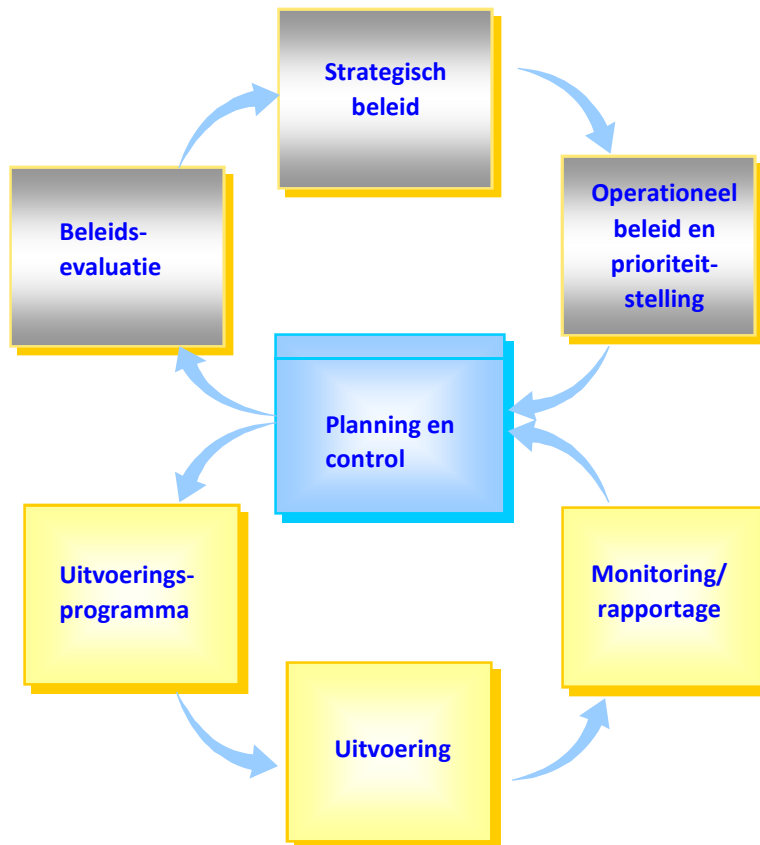 Strategisch
beleid
Operationeel
beleid en
prioriteit-
stelling
Beleids-
evaluatie
Planning en
control
Uitvoerings-
programma
Monitoring/
rapportage
Uitvoering